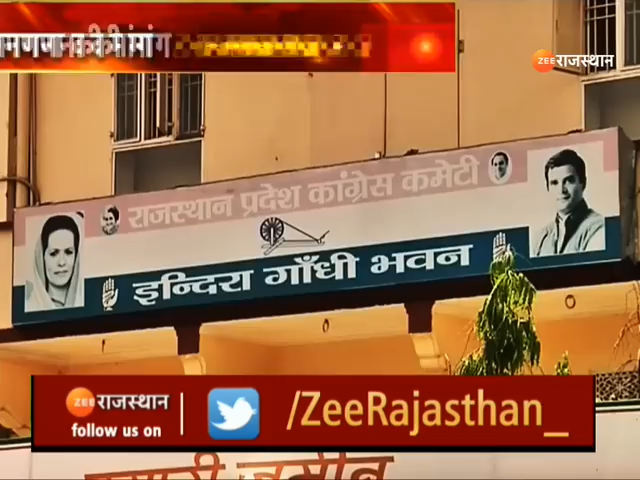 ZEE राजस्थान
राजस्थान प्रदेश कांग्रेस कमेटी
इन्दिरा गाँधी भवन
ZEE राजस्थान
follow us on
/ZeeRajasthan_